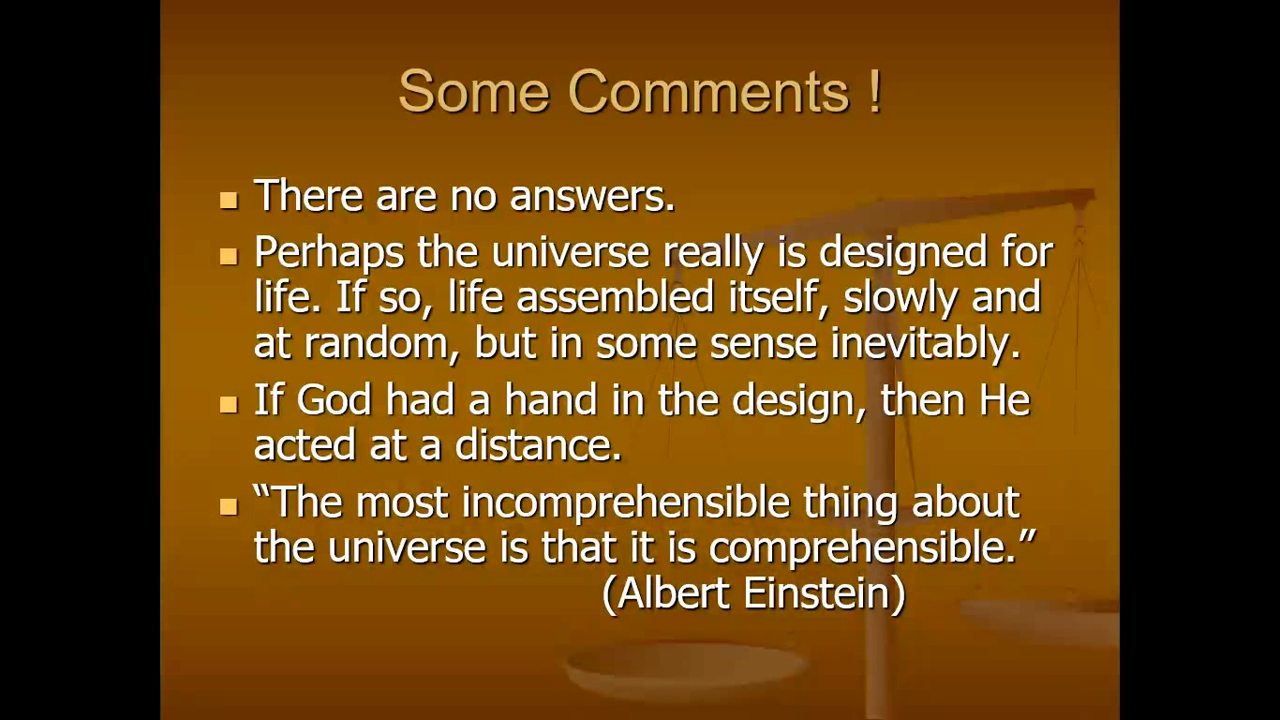 Some Comments !
There are no answers.
Perhaps the universe really is designed for
life. If so, life assembled itself, slowly and
at random, but in some sense inevitably.
If God had a hand in the design, then He
acted at a distance.
“The most incomprehensible thing about
the universe is that it is comprehensible.”
(Albert Einstein)